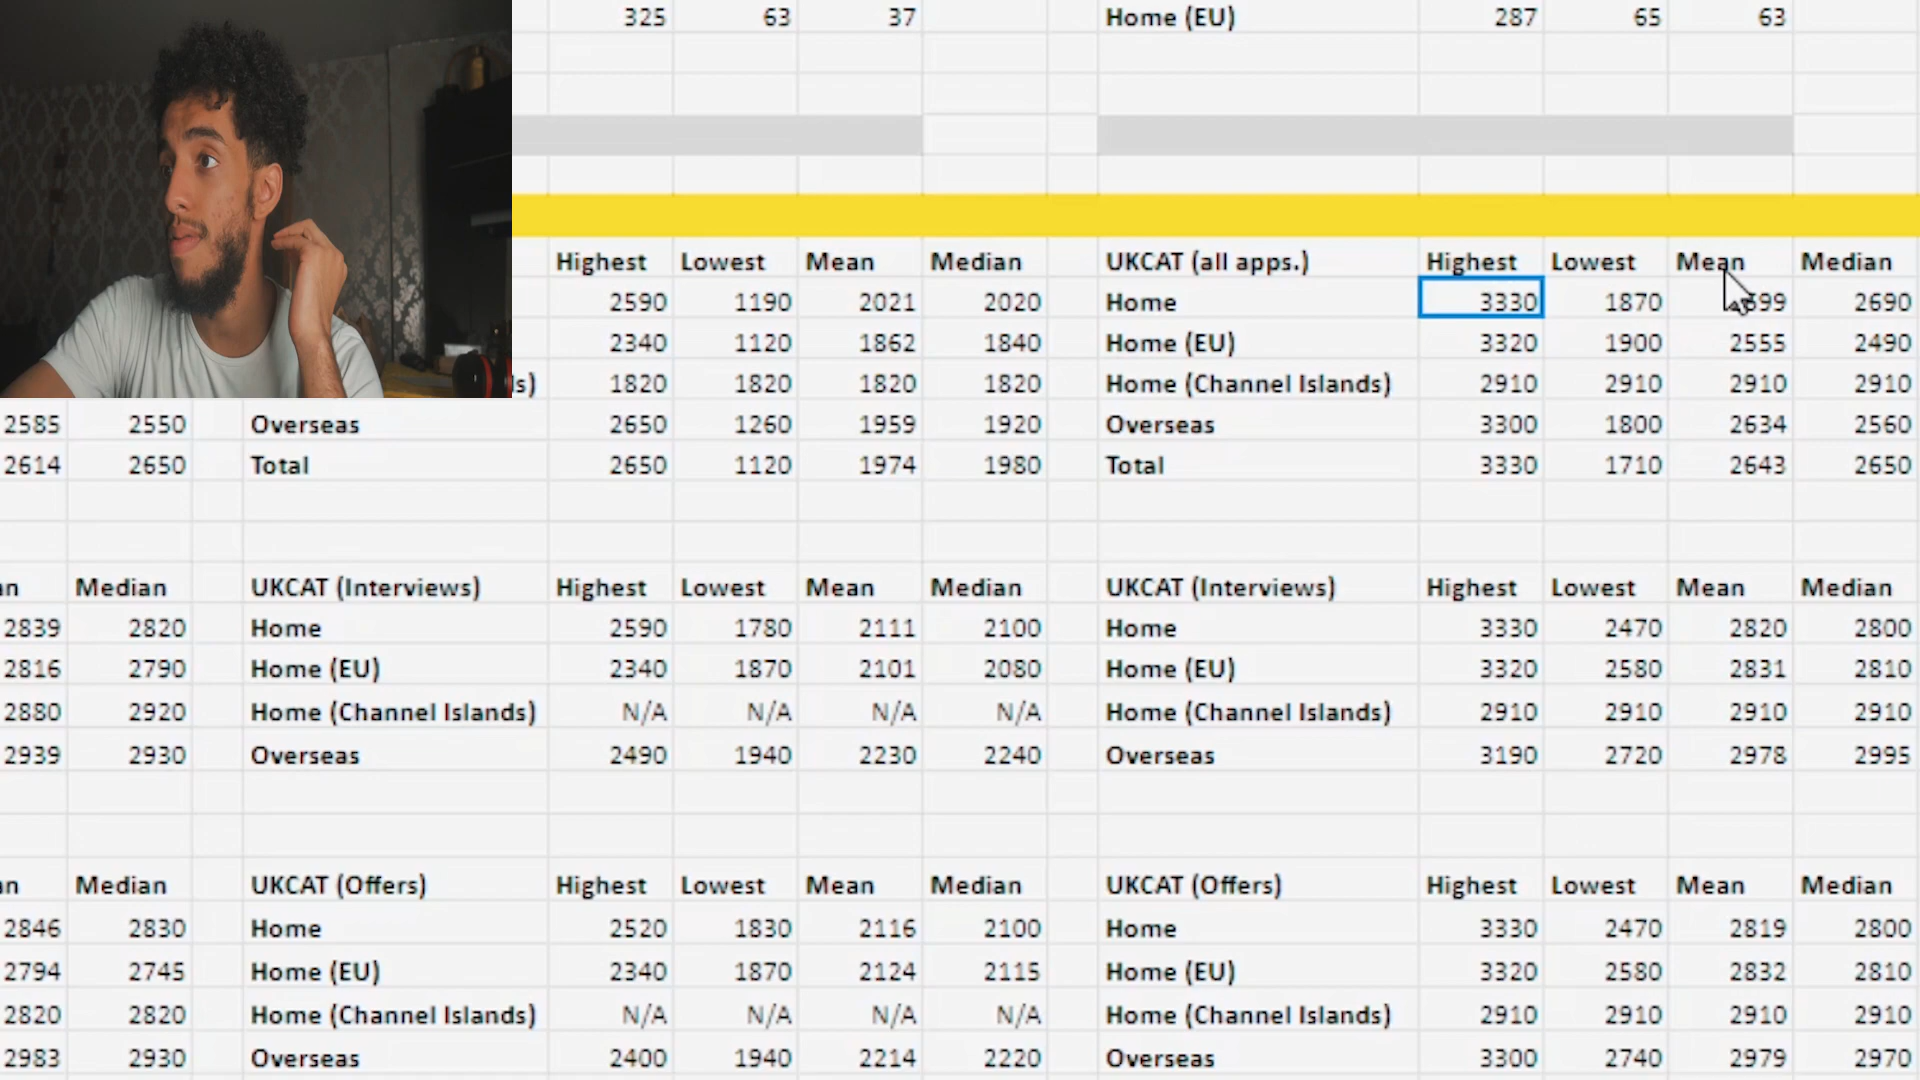 325 63 37 Home (EU) 287 65 63
Highest Lowest Mean Median UKCAT (all apps.) Highest Lowest Mean Median
2590 1190 2021 2020 Home 3330 1870 2690
2340 1120 1862 1840 Home (EU) 3320 1900 2555 2490
1820 1820 1820 1820 Home (Channel Islands) 2910 2910 2910 2910
2585 2550 Overseas 2650 1260 1959 1920 Overseas 3300 1800 2634 2560
2614 2650 Total 2650 1120 1974 1980 Total 3330 1710 2643 2650
Median UKCAT (Interviews) Highest Lowest Mean Median UKCAT (Interviews) Highest Lowest Mean Median
2839 2820 Home 2590 1780 2111 2100 Home 3330 2470 2820 2800
2816 2790 Home (EU) 2340 1870 2101 2080 Home (EU) 3320 2580 2831 2810
2880 2920 Home (Channel Islands) N/A N/A N/A N/A Home (Channel Islands) 2910 2910 2910 2910
2939 2930 Overseas 2490 1940 2230 2240 Overseas 3190 2720 2978 2995
Median UKCAT (Offers) Highest Lowest Mean Median UKCAT (Offers) Highest Lowest Mean Median
2846 2830 Home 2520 1830 2116 2100 Home 3330 2470 2819 2800
2794 2745 Home (EU) 2340 1870 2124 2115 Home (EU) 3320 2580 2832 2810
2820 2820 Home (Channel Islands) N/A N/A N/A N/A Home (Channel Islands) 2910 2910 2910 2910
2983 2930 Overseas 2400 1940 2214 2220 Overseas 3300 2740 2979 2970